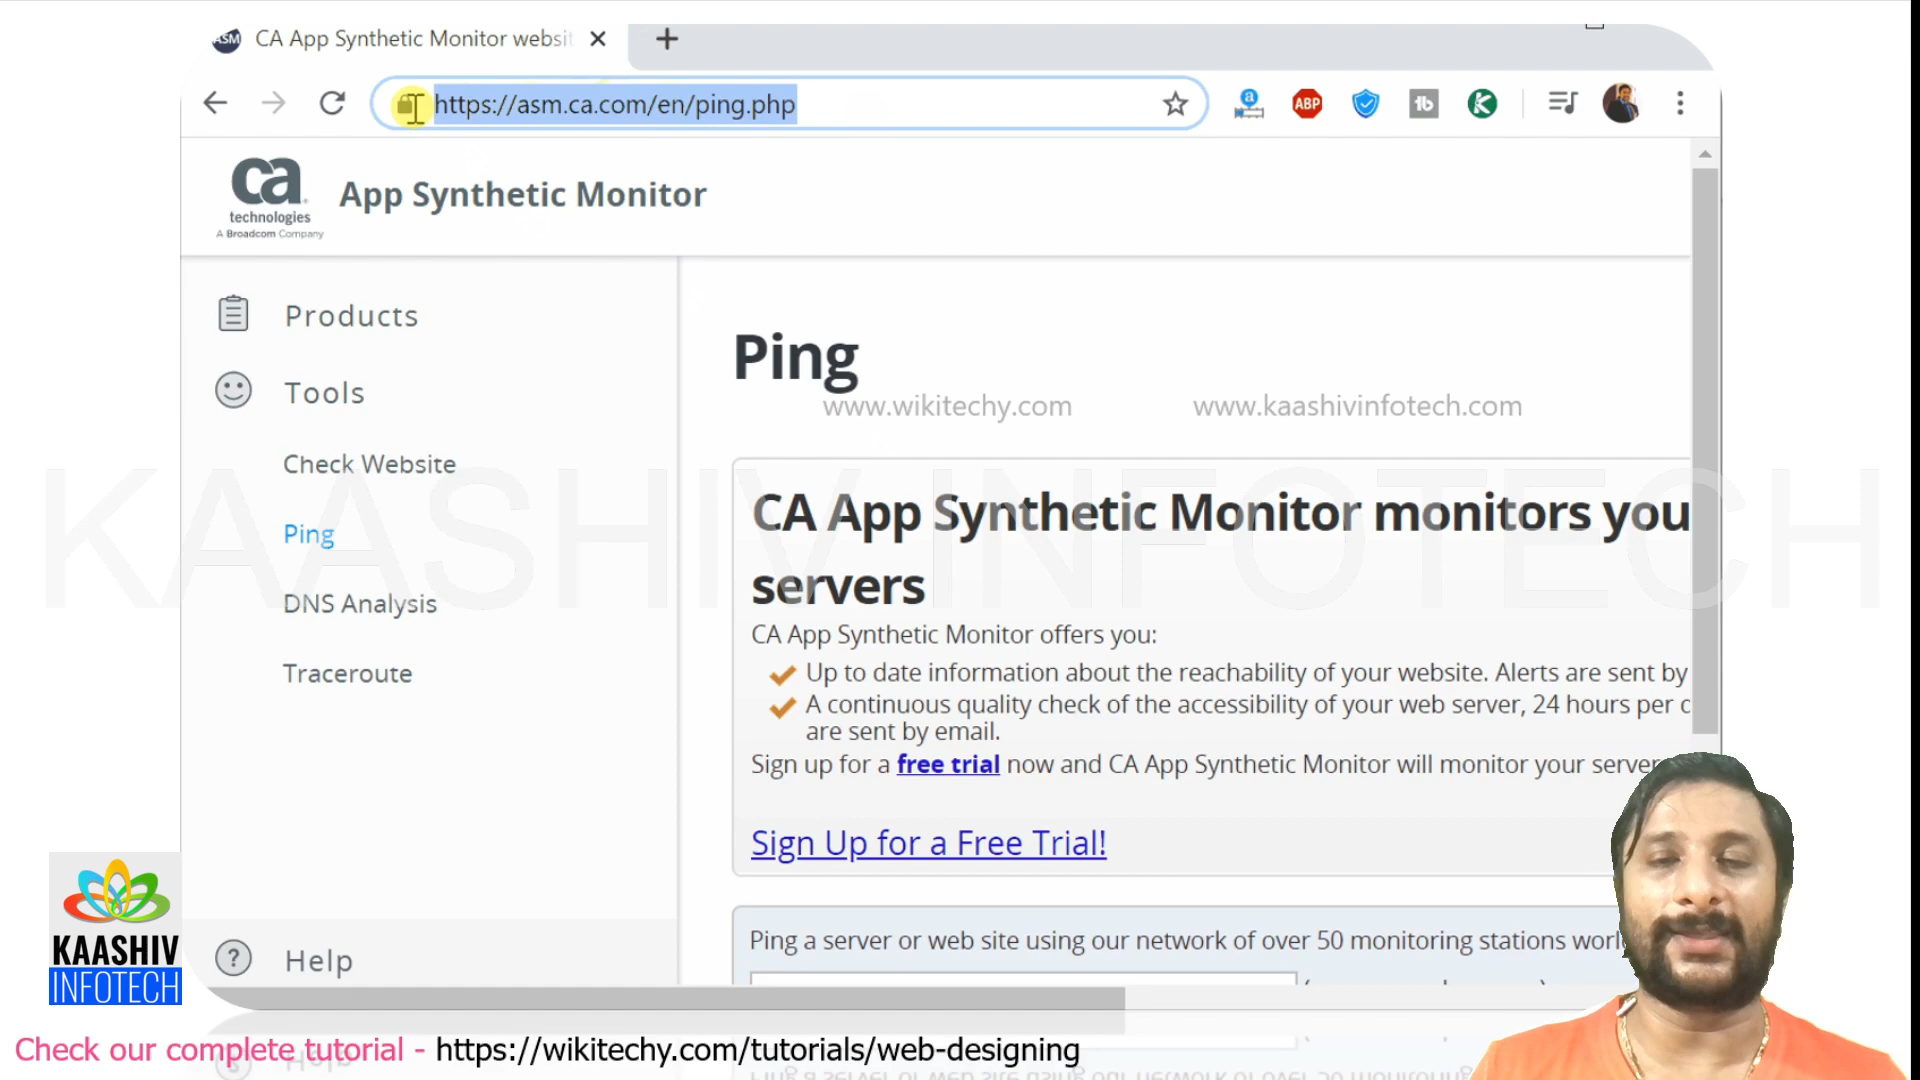 ASM CA App Synthetic Monitor websit
https://asm.ca.com/en/ping.php
ABP
ca
technologies
A Broadcom Company
App Synthetic Monitor
Products
Tools
Check Website
Ping
DNS Analysis
Traceroute
Help
Ping
www.wikitechy.com www.kaashivinfotech.com
KAASHIV INFOTECH
CA App Synthetic Monitor monitors you
servers
CA App Synthetic Monitor offers you:
Up to date information about the reachability of your website. Alerts are sent by
A continuous quality check of the accessibility of your web server, 24 hours per
are sent by email.
Sign up for a free trial now and CA App Synthetic Monitor will monitor your server
Sign Up for a Free Trial!
Ping a server or web site using our network of over 50 monitoring stations
KAASHIV
INFOTECH
Check our complete tutorial - https://wikitechy.com/tutorials/web-designing